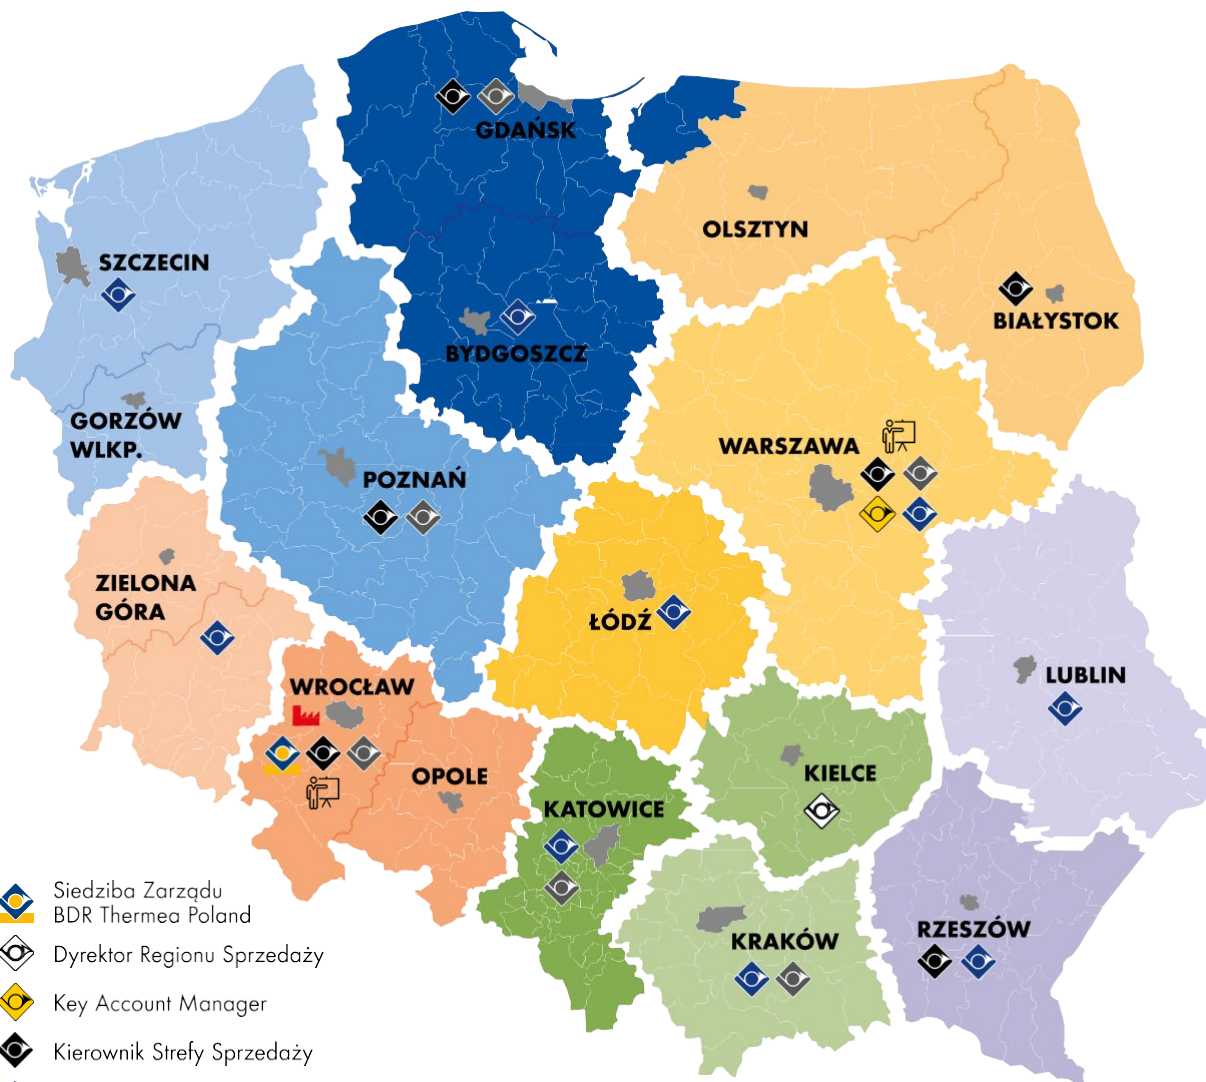 GDAŃSK
OLSZTYN
SZCZECIN
BIAŁYSTOK
BYDGOSZCZ
GORZÓW
WLKP.
WARSZAWA
POZNAŃ
ZIELONA
GÓRA
ŁÓDŹ
LUBLIN
WROCŁAW
OPOLE
KIELCE
KATOWICE
Siedziba Zarządu
BDR Thermea Poland
RZESZÓW
KRAKÓW
Dyrektor Regionu Sprzedaży
Key Account Manager
Kierownik Strefy Sprzedaży